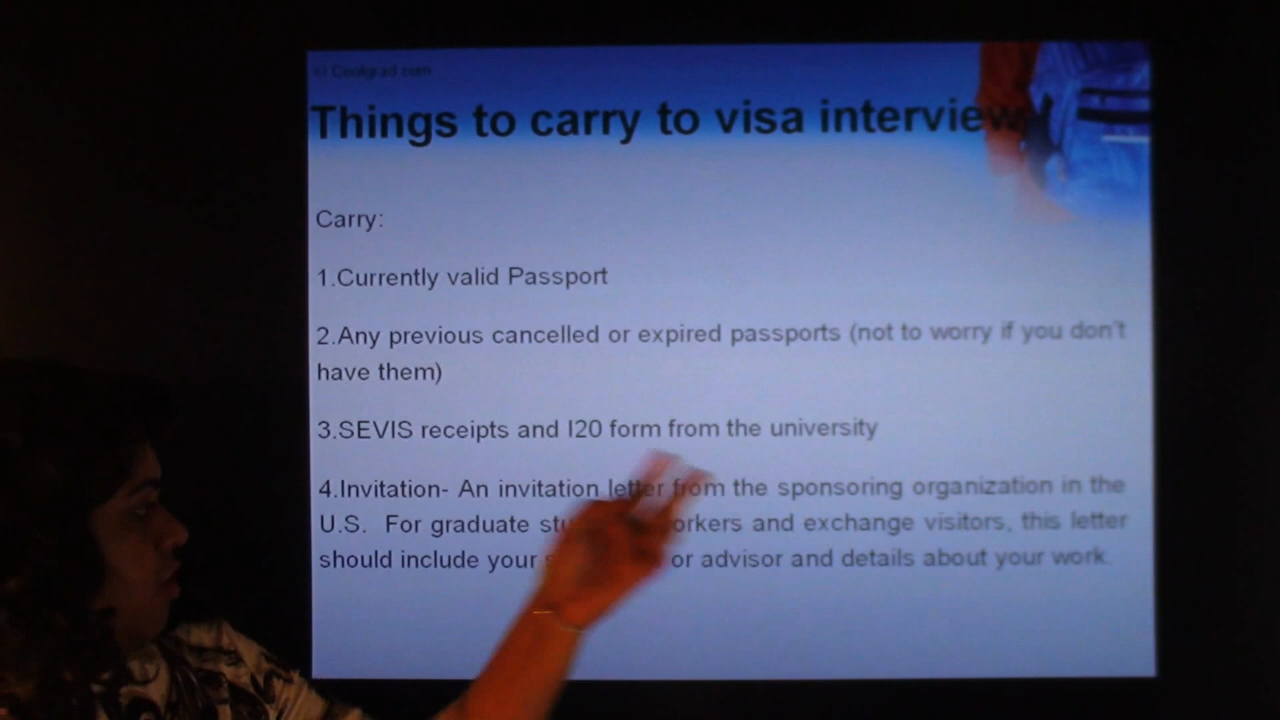 © Coolgrad.com
Things to carry to visa interview
Carry:
1.Currently valid Passport
2.Any previous cancelled or expired passports (not to worry if you don't
have them)
3.SEVIS receipts and I20 form from the university
4.Invitation- An invitation letter from the sponsoring organization in the
U.S. For graduate and exchange visitors, this letter
should include your or advisor and details about your work.